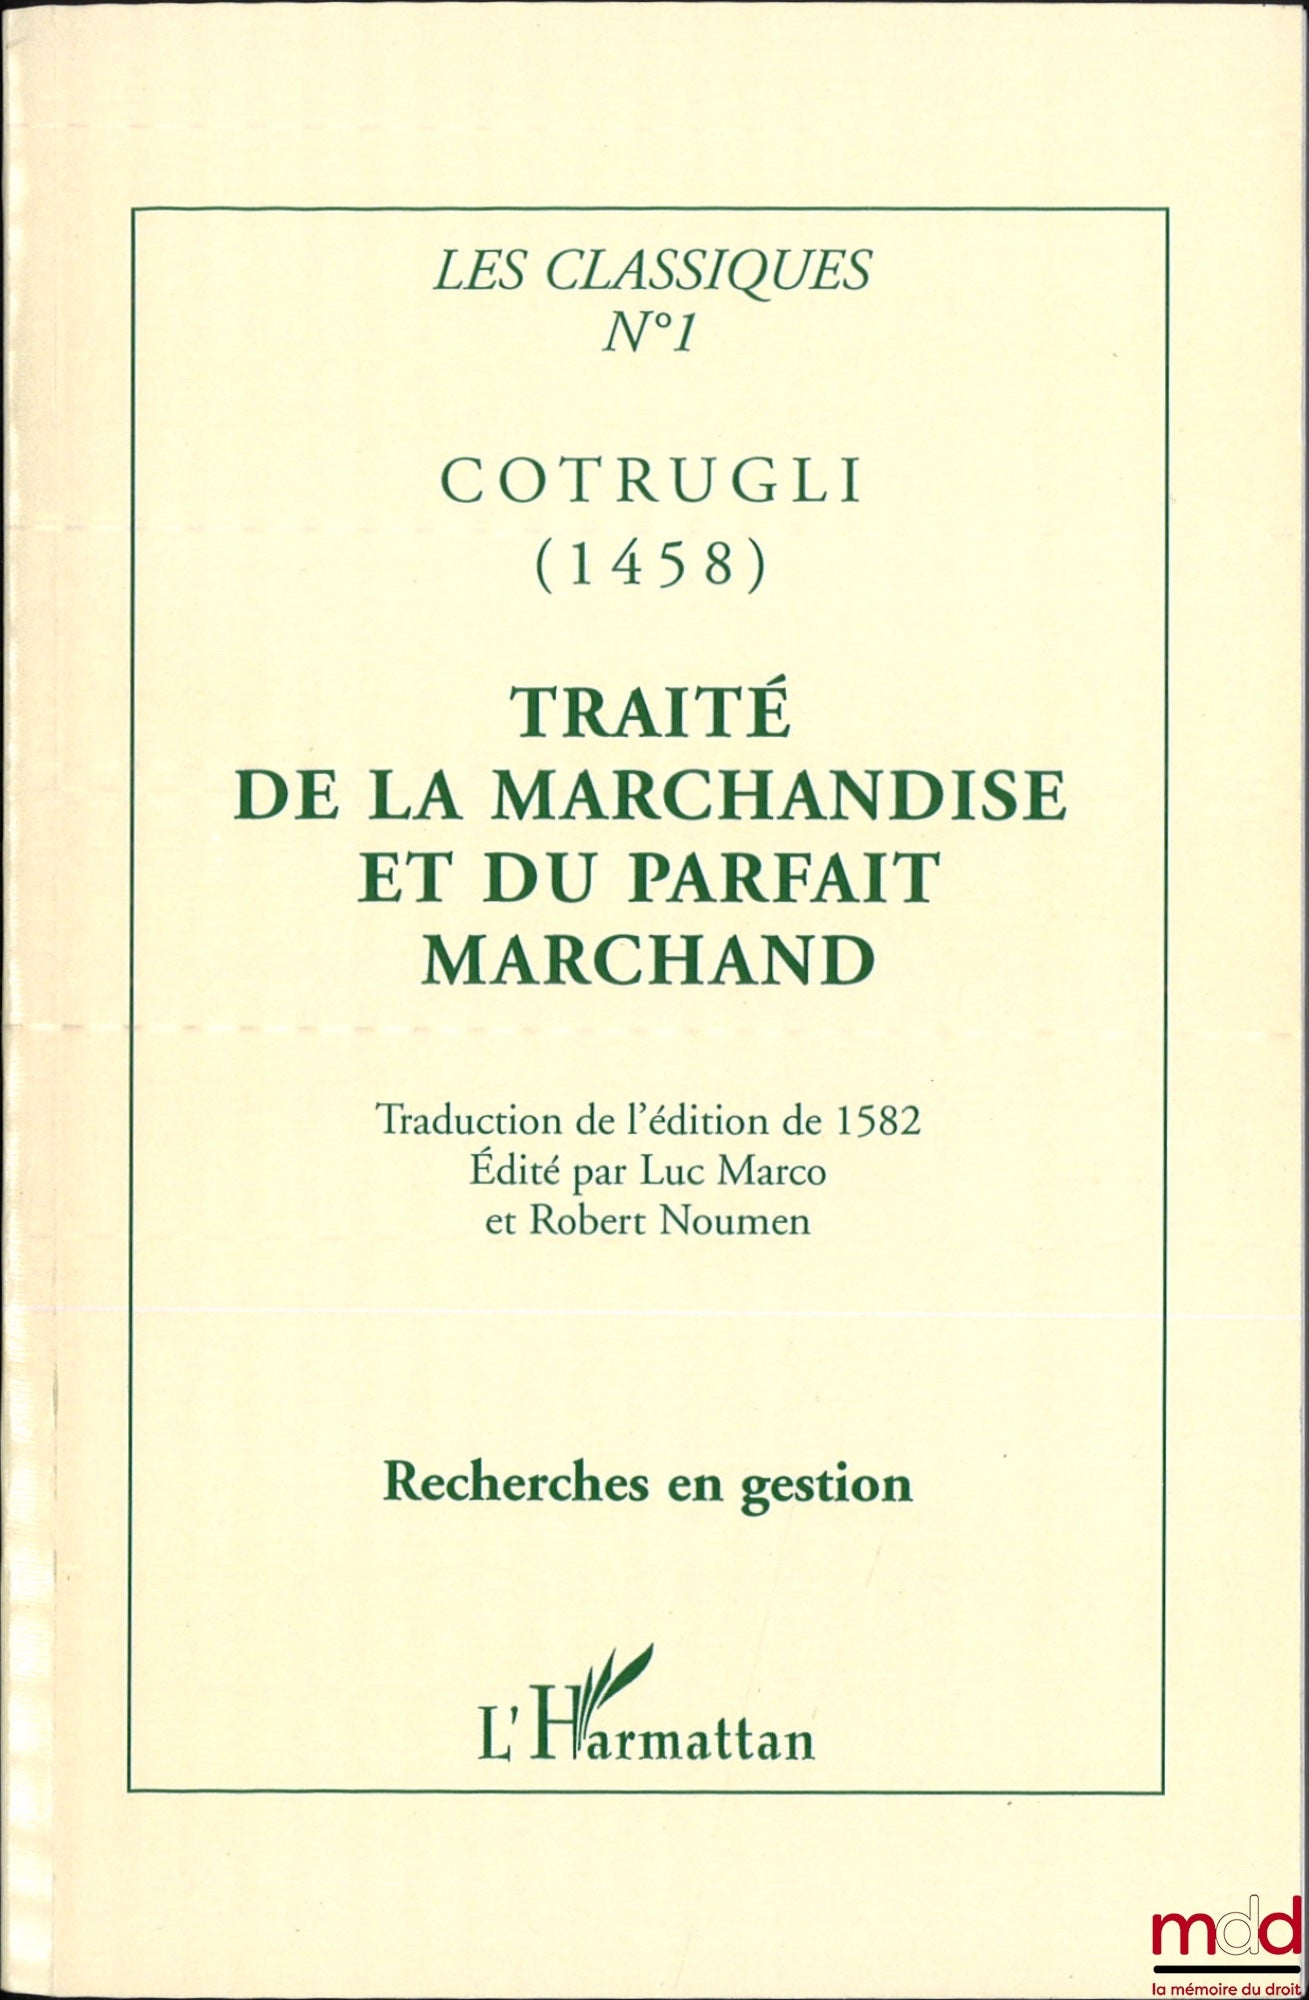 LES CLASSIQUES
N°1
COTRUGLI
(1458)
TRAITÉ
DE LA MARCHANDISE
ET DU PARFAIT
MARCHAND
Traduction de l'édition de 1582
Édité par Luc Marco
et Robert Noumen
Recherches en gestion
L'Harmattan
mdd
la mémoire du droit